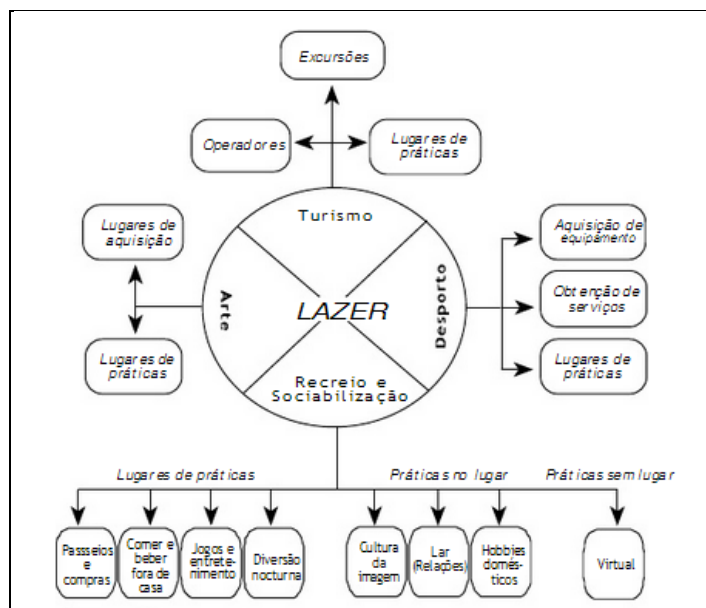 Excursões
Operadores
Lugares de
práticas
Lugares de
aquisição
Turismo
Aquisição de
equipamento
Arte
LAZER
Desporto
Obtenção de
serviços
Lugares de
práticas
Recreio e
Sociabilização
Lugares de
práticas
Lugares de práticas
Práticas no lugar
Práticas sem lugar
Passseios
e
compras
Comer e
beber
fora de
casa
Jogos e
entrete-
nimento
Diversão
nocturna
Cultura
da
imagem
Lar
(Relações)
Hobbies
domés-
ticos
Virtual